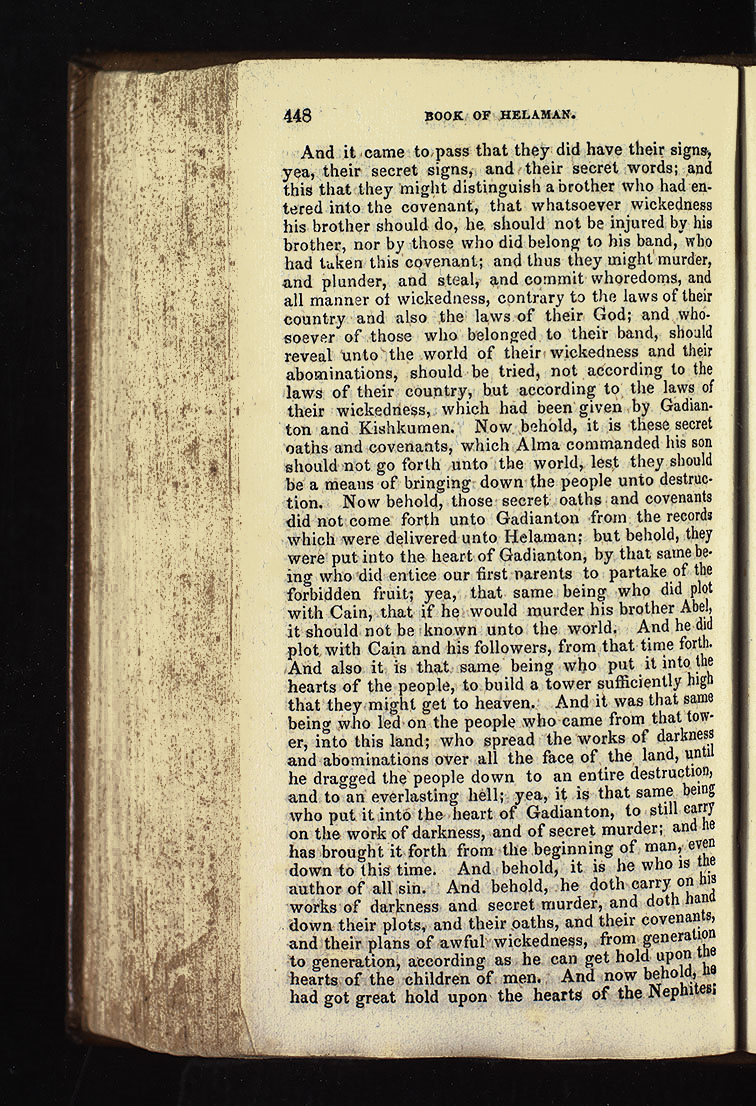 448 BOOK OF HELAMAN.
And it came to pass that they did have their signs,
yea, their secret signs, and their secret words; and
this that they might distinguish a brother who had en-
tered into the covenant, that whatsoever wickedness
his brother should do, he should not be injured by his
brother, nor by those who did belong to his band, who
had taken this covenant; and thus they might murder,
and plunder, and steal, and commit whoredoms, and
all manner of wickedness, contrary to the laws of their
country and also the laws of their God; and who-
soever of those who belonged to their band, should
reveal unto the world of their wickedness and their
abominations, should be tried, not according to the
laws of their country, but according to the laws of
their wickedness, which had been given by Gadian-
ton and Kishkumen. Now behold, it is these secret
oaths and covenants, which Alma commanded his son
should not go forth unto the world, lest they should
be a means of bringing down the people unto destruc-
tion. Now behold, those secret oaths and covenants
did not come forth unto Gadianton from the records
which were delivered unto Helaman; but behold, they
were put into the heart of Gadianton, by that same be-
ing who did entice our first parents to partake of the
forbidden fruit; yea, that same being who did plot
with Cain, that if he would murder his brother Abel,
it should not be known unto the world. And he did
plot with Cain and his followers, from that time forth.
And also it is that same being who put it into the
hearts of the people, to build a tower sufficiently high
that they might get to heaven. And it was that same
being who led on the people who came from that tow-
er, into this land; who spread the works of darkness
and abominations over all the face of the land, until
he dragged the people down to an entire destruction,
and to an everlasting hell; yea, it is that same being
who put it into the heart of Gadianton, to still carry
on the work of darkness, and of secret murder; and he
has brought it forth from the beginning of man, even
down to this time. And behold, it is he who is the
author of all sin. And behold, he doth carry on his
works of darkness and secret murder, and doth hand
down their plots, and their oaths, and their covenants,
and their plans of awful wickedness, from generation
to generation, according as he can get hold upon the
hearts of the children of men. And now behold, he
had got great hold upon the hearts of the Nephites;